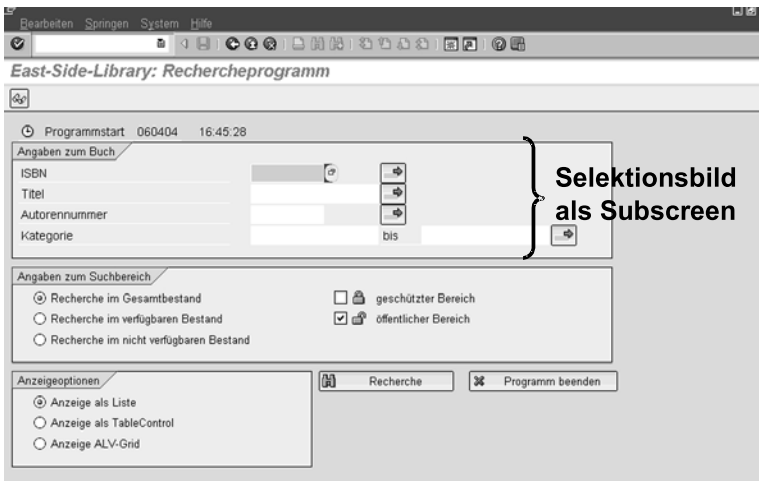 Bearbeiten Springen System Hilfe
East-Side-Library: Rechercheprogramm
Programmstart 060404 16:45:28
Angaben zum Buch
ISBN
Titel
Autorennummer
Kategorie bis
Selektionsbild
als Subscreen
Angaben zum Suchbereich
Recherche im Gesamtbestand geschützter Bereich
Recherche im verfügbaren Bestand öffentlicher Bereich
Recherche im nicht verfügbaren Bestand
Anzeigeoptionen Recherche Programm beenden
Anzeige als Liste
Anzeige als TableControl
Anzeige ALV-Grid